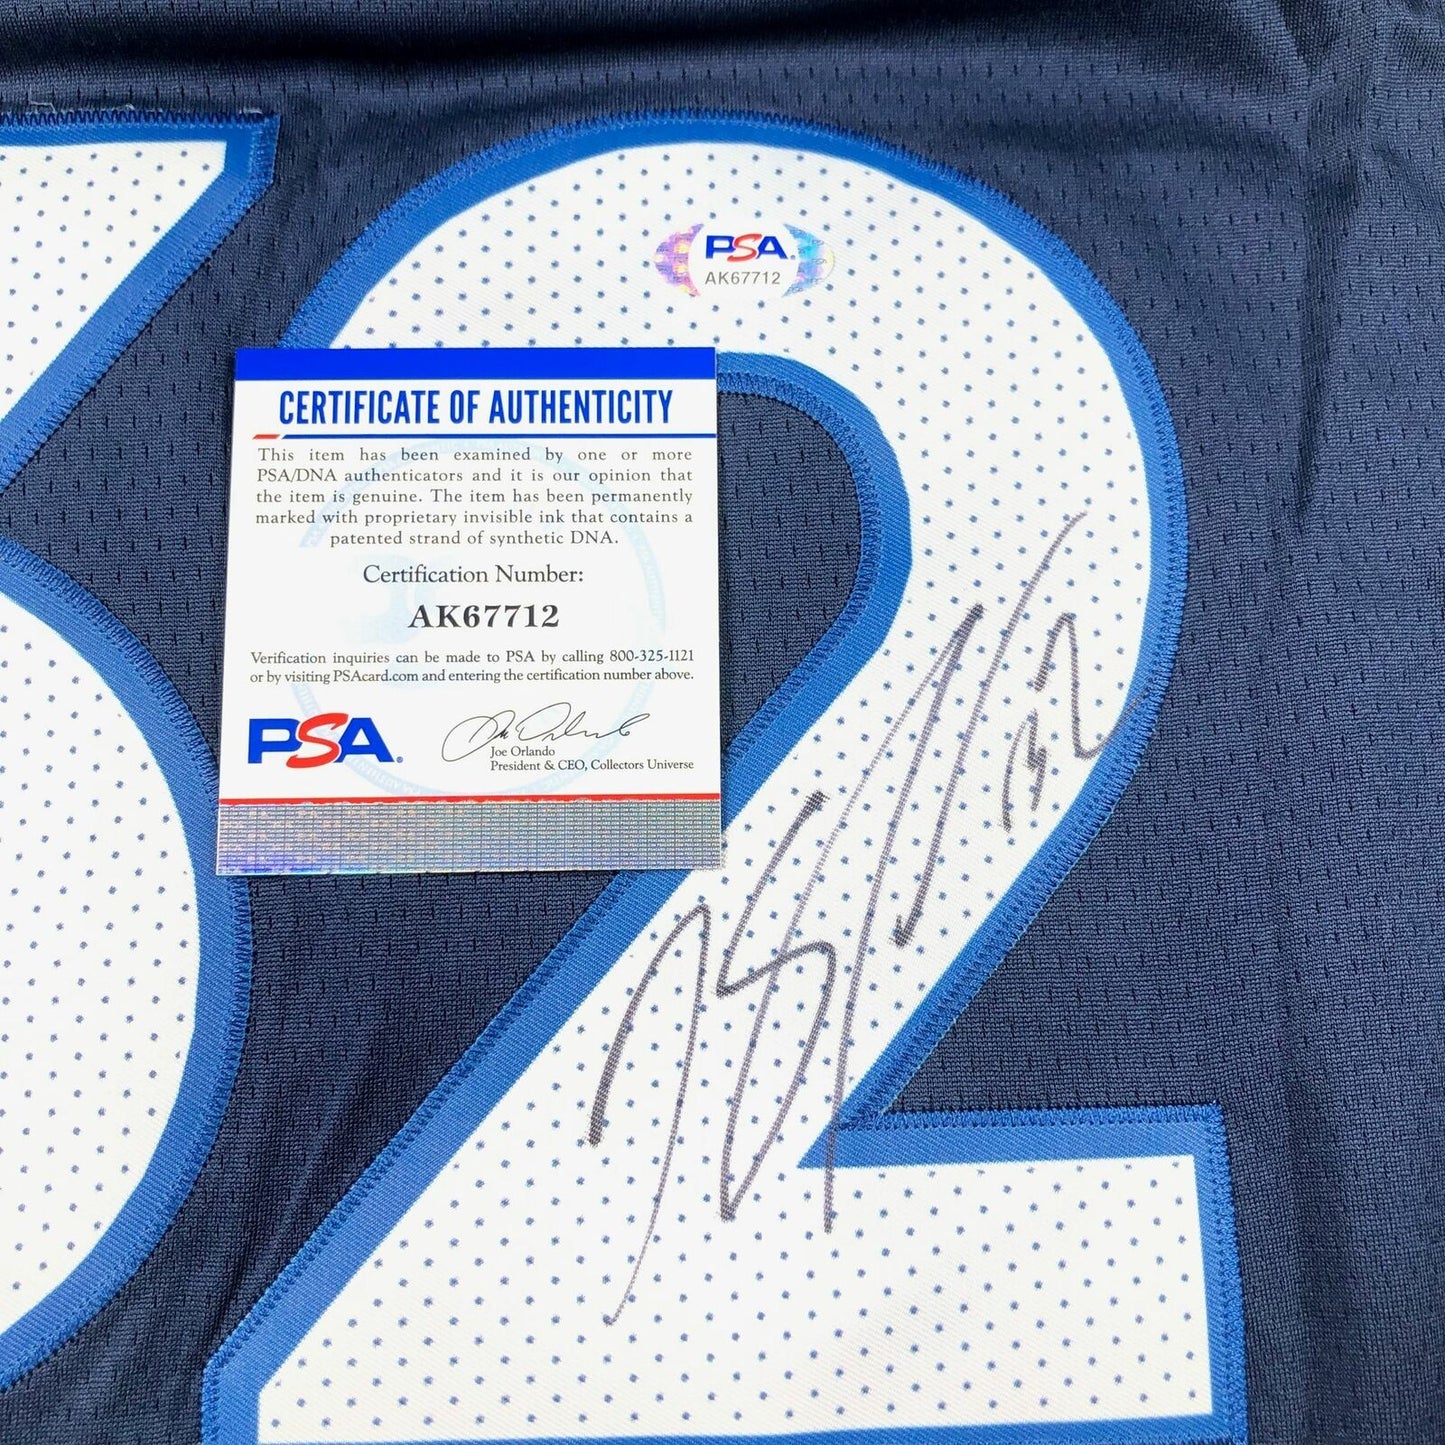 PSA
AK67712
CERTIFICATE OF AUTHENTICITY
This item has been examined by one or more
PSA/DNA authenticators and it is our opinion that
the item is genuine. The item has been permanently
marked with proprietary invisible ink that contains a
patented strand of synthetic DNA.
Certification Number:
AK67712
Verification inquiries can be made to PSA by calling 800-325-1121
or by visiting PSAcard.com and entering the certification number above.
PSA
Joe Orlando
President & CEO, Collectors Universe
32
32